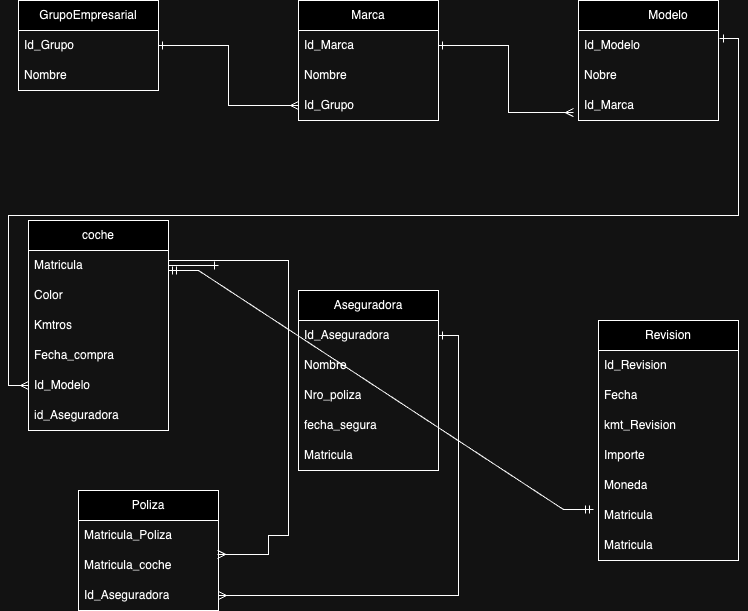 GrupoEmpresarial
Id_Grupo
Nombre
Marca
Id_Marca
Nombre
Id_Grupo
Modelo
Id_Modelo
Nobre
Id_Marca
coche
Matricula
Color
Kmtros
Fecha_compra
Id_Modelo
id_Aseguradora
Aseguradora
Id_Aseguradora
Nombre
Nro_poliza
fecha_segura
Matricula
Revision
Id_Revision
Fecha
kmt_Revision
Importe
Moneda
Matricula
Matricula
Poliza
Matricula_Poliza
Matricula_coche
Id_Aseguradora